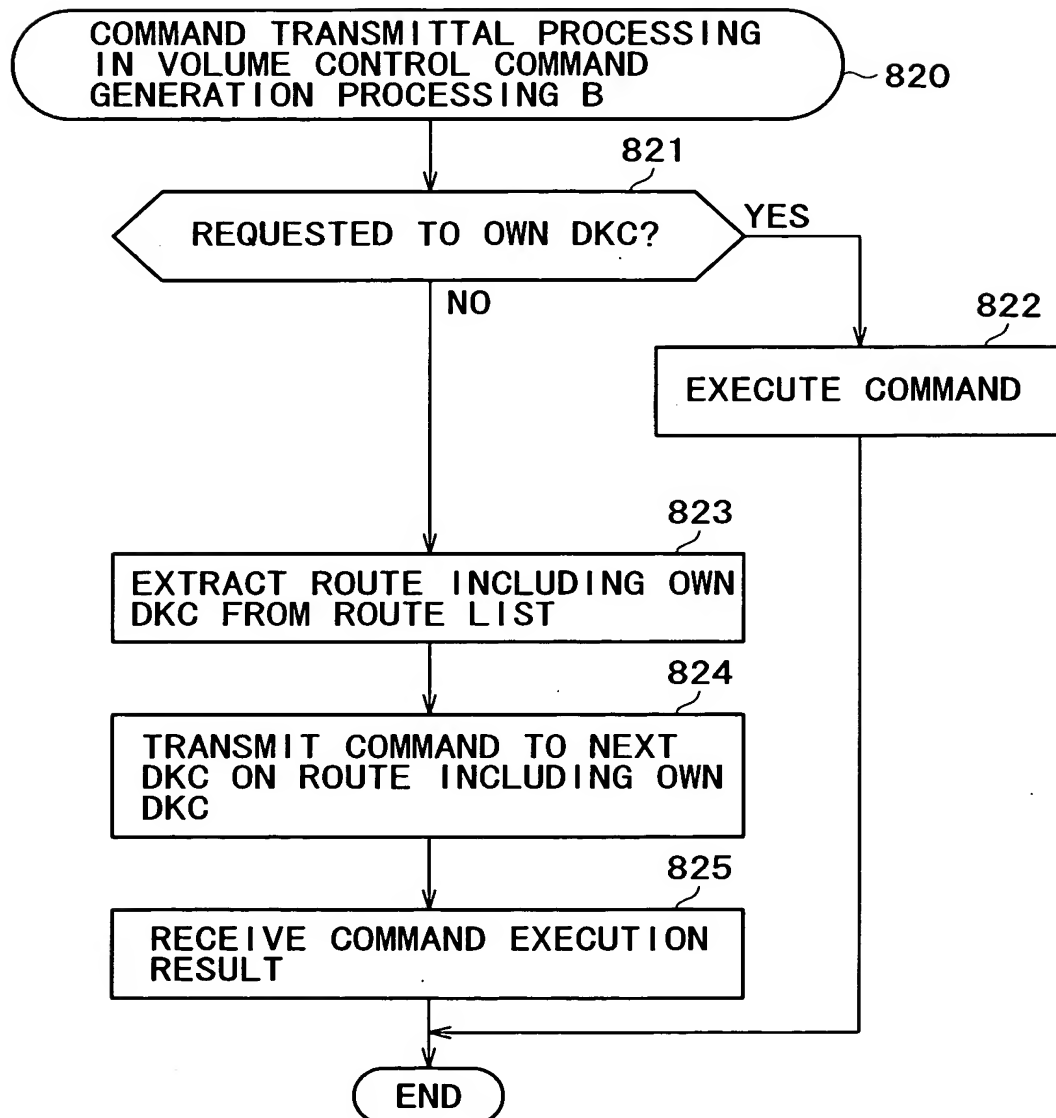 COMMAND TRANSMITTAL PROCESSING
IN VOLUME CONTROL COMMAND
GENERATION PROCESSING B
820
821
REQUESTED TO OWN DKC?
YES
NO
822
EXECUTE COMMAND
823
EXTRACT ROUTE INCLUDING OWN
DKC FROM ROUTE LIST
824
TRANSMIT COMMAND TO NEXT
DKC ON ROUTE INCLUDING OWN
DKC
825
RECEIVE COMMAND EXECUTION
RESULT
END